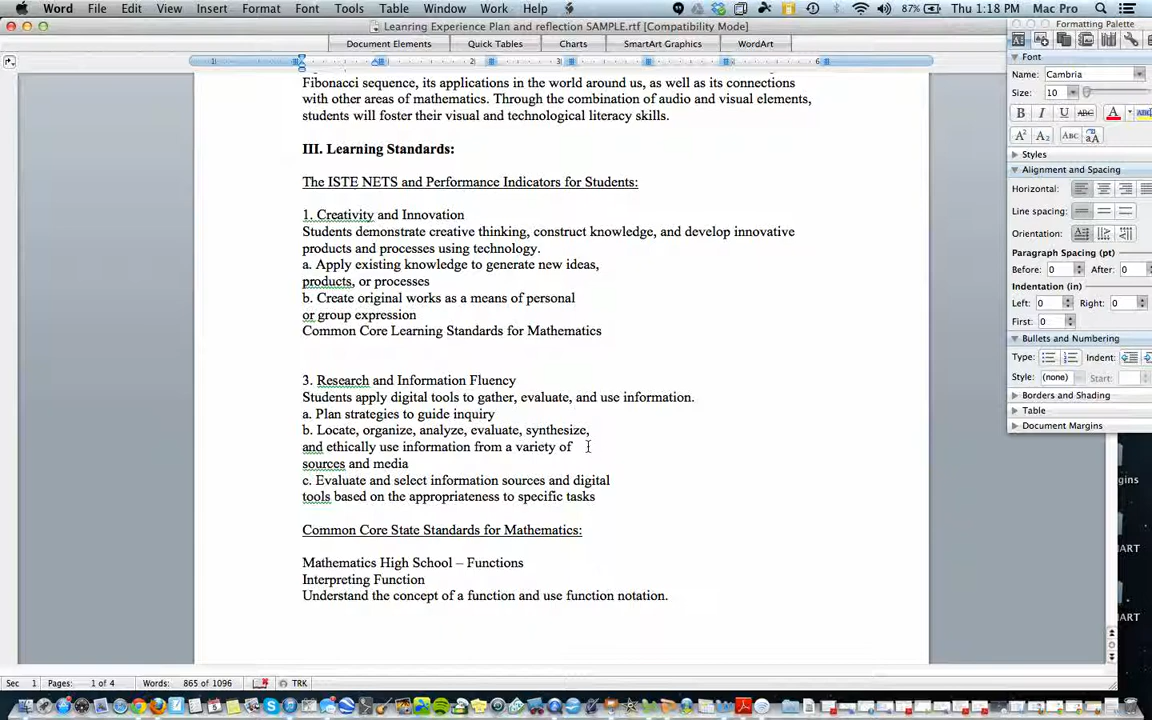 Word File Edit View Insert Format Font Tools Table Window Work Help 87% Thu 1:18 PM Mac Pro
Learning Experience Plan and reflection SAMPLE.rtf [Compatibility Mode]
Document Elements Quick Tables Charts SmartArt Graphics WordArt
Fibonacci sequence, its applications in the world around us, as well as its connections
with other areas of mathematics. Through the combination of audio and visual elements,
students will foster their visual and technological literacy skills.
III. Learning Standards:
The ISTE NETS and Performance Indicators for Students:
1. Creativity and Innovation
Students demonstrate creative thinking, construct knowledge, and develop innovative
products and processes using technology.
a. Apply existing knowledge to generate new ideas,
products, or processes
b. Create original works as a means of personal
or group expression
Common Core Learning Standards for Mathematics
3. Research and Information Fluency
Students apply digital tools to gather, evaluate, and use information.
a. Plan strategies to guide inquiry
b. Locate, organize, analyze, evaluate, synthesize,
and ethically use information from a variety of
sources and media
c. Evaluate and select information sources and digital
tools based on the appropriateness to specific tasks
Common Core State Standards for Mathematics:
Mathematics High School – Functions
Interpreting Function
Understand the concept of a function and use function notation.
Sec 1 Pages: 1 of 4 Words: 865 of 1096 TRK
Formatting Palette
Font
Name: Cambria
Size: 10
B I U ABC A ABC
A2 A2 ABC aA
Styles
Alignment and Spacing
Horizontal:
Line spacing:
Orientation:
Paragraph Spacing (pt)
Before: 0 After: 0
Indentation (in)
Left: 0 Right: 0
First: 0
Bullets and Numbering
Type: Indent:
Style: (none) Start:
Borders and Shading
Table
Document Margins
gins
ART
ART